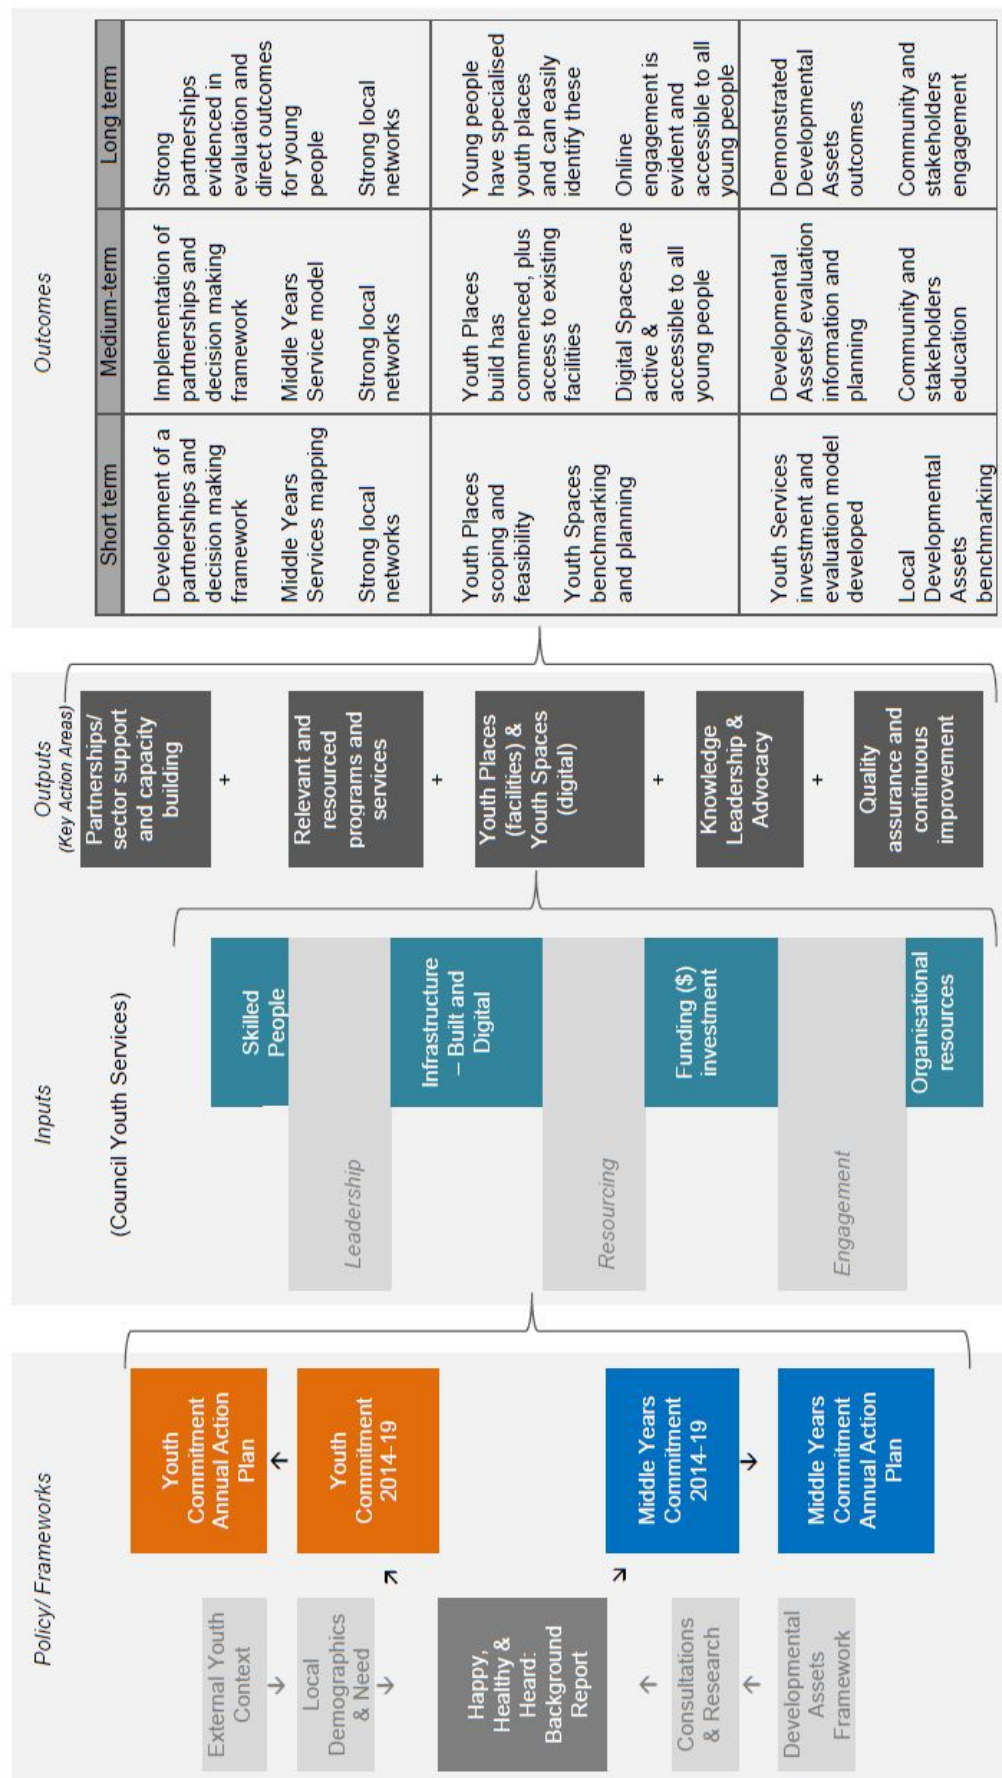 Policy/ Frameworks
External Youth
Context
Local
Demographics
& Need
Happy,
Healthy &
Heard:
Background
Report
Consultations
& Research
Developmental
Assets
Framework
Youth
Commitment
Annual Action
Plan
Youth
Commitment
2014-19
Middle Years
Commitment
2014-19
Middle Years
Commitment
Annual Action
Plan
Inputs
(Council Youth Services)
Leadership
Resourcing
Engagement
Skilled
People
Infrastructure
– Built and
Digital
Funding ($)
investment
Organisational
resources
Outputs
(Key Action Areas)
Partnerships/
sector support
and capacity
building
+
Relevant and
resourced
programs and
services
+
Youth Places
(facilities) &
Youth Spaces
(digital)
+
Knowledge
Leadership &
Advocacy
+
Quality
assurance and
continuous
improvement
Outcomes
Short term
Medium-term
Long term
Development of a
partnerships and
decision making
framework
Middle Years
Services mapping
Strong local
networks
Implementation of
partnerships and
decision making
framework
Middle Years
Service model
Strong local
networks
Strong
partnerships
evidenced in
evaluation and
direct outcomes
for young
people
Strong local
networks
Youth Places
scoping and
feasibility
Youth Spaces
benchmarking
and planning
Youth Places
build has
commenced, plus
access to existing
facilities
Digital Spaces are
active &
accessible to all
young people
Young people
have specialised
youth places
and can easily
identify these
Online
engagement is
evident and
accessible to all
young people
Youth Services
investment and
evaluation model
developed
Local
Developmental
Assets
benchmarking
Developmental
Assets/ evaluation
information and
planning
Community and
stakeholders
education
Demonstrated
Developmental
Assets
outcomes
Community and
stakeholders
engagement